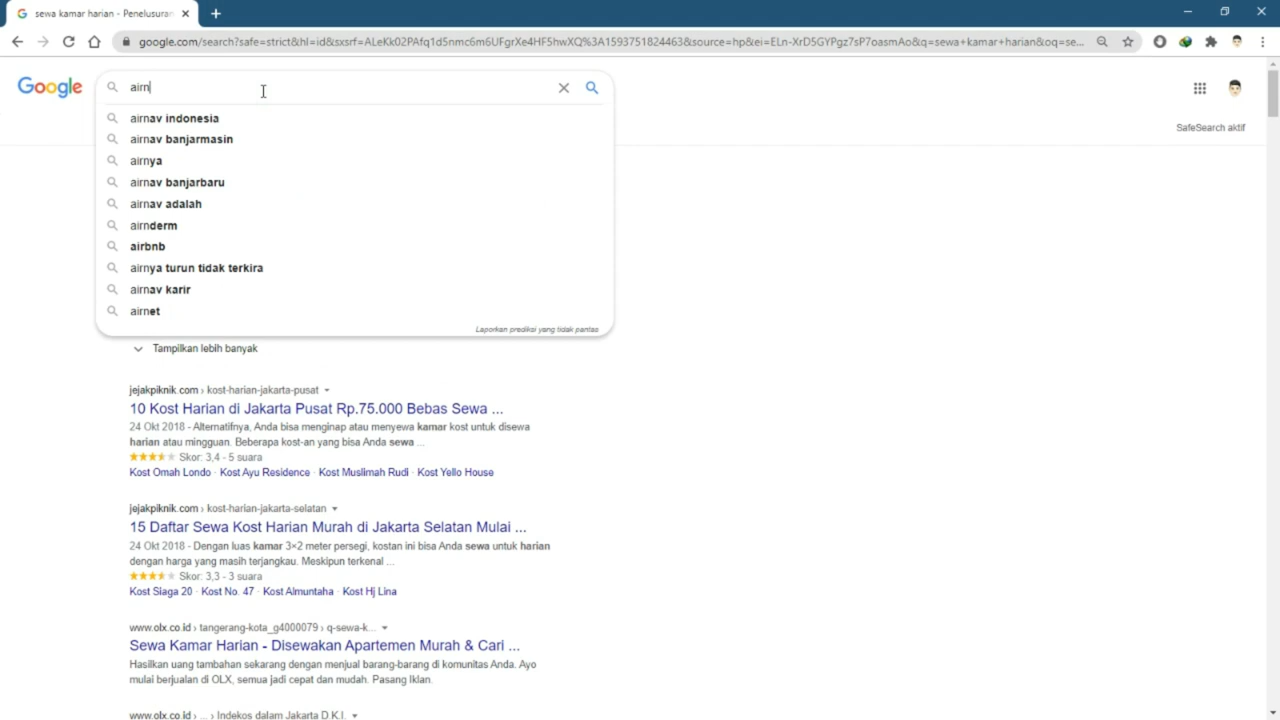 sewa kamar harian - Penelusuran
google.com/search?safe=strict&hl=id&sxsrf=ALeKk02PAfq1d5nmc6m6UFgrXe4HF5hwXQ%3A1593751824463&source=hp&ei=ELn-XrD5GYPgz7sP7oasmAo&q=sewa+kamar+harian&oq=se...
Google
airn
airnav indonesia
airnav banjarmasin
airnya
airnav banjarbaru
airnav adalah
airnderm
airbnb
airnya turun tidak terkira
airnav karir
airnet
Laporkan prediksi yang tidak pantas
SafeSearch aktif
Tampilkan lebih banyak
jejakpiknik.com › kost-harian-jakarta-pusat
10 Kost Harian di Jakarta Pusat Rp.75.000 Bebas Sewa ...
24 Okt 2018 - Alternatifnya, Anda bisa menginap atau menyewa kamar kost untuk disewa
harian atau mingguan. Beberapa kost-an yang bisa Anda sewa ...
Skor: 3,4 - 5 suara
Kost Omah Londo · Kost Ayu Residence · Kost Muslimah Rudi · Kost Yello House
jejakpiknik.com › kost-harian-jakarta-selatan
15 Daftar Sewa Kost Harian Murah di Jakarta Selatan Mulai ...
24 Okt 2018 - Dengan luas kamar 3×2 meter persegi, kostan ini bisa Anda sewa untuk harian
dengan harga yang masih terjangkau. Meskipun terkenal ...
Skor: 3,3 - 3 suara
Kost Siaga 20 · Kost No. 47 · Kost Almuntaha · Kost Hj Lina
www.olx.co.id › tangerang-kota_g4000079 › q-sewa-k...
Sewa Kamar Harian - Disewakan Apartemen Murah & Cari ...
Hasilkan uang tambahan sekarang dengan menjual barang-barang di komunitas Anda. Ayo
mulai berjualan di OLX, semua jadi cepat dan mudah. Pasang Iklan.
www.olx.co.id › ... › Indekos dalam Jakarta D.K.I.